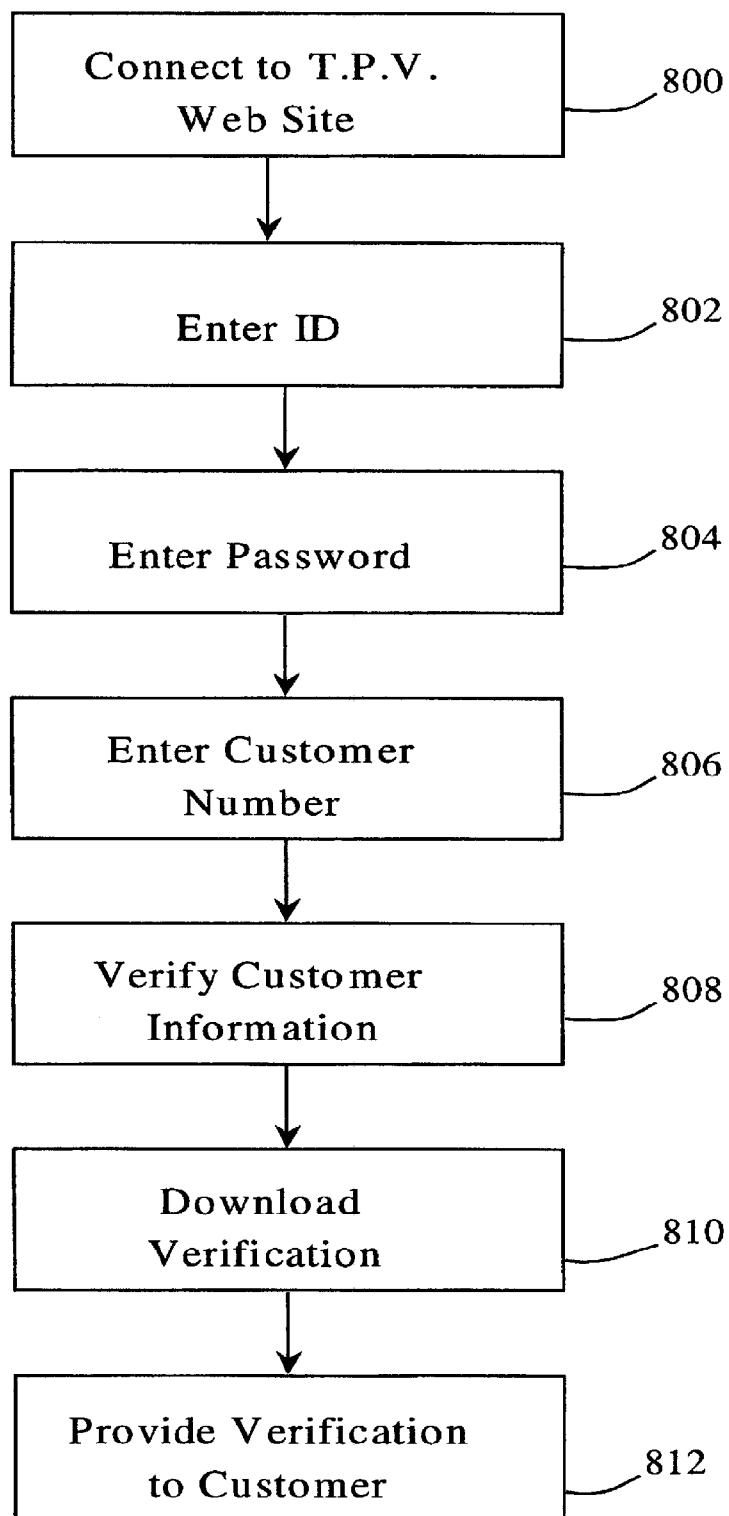 Connect to T.P.V.
Web Site
800
Enter ID
802
Enter Password
804
Enter Customer
Number
806
Verify Customer
Information
808
Download
Verification
810
Provide Verification
to Customer
812